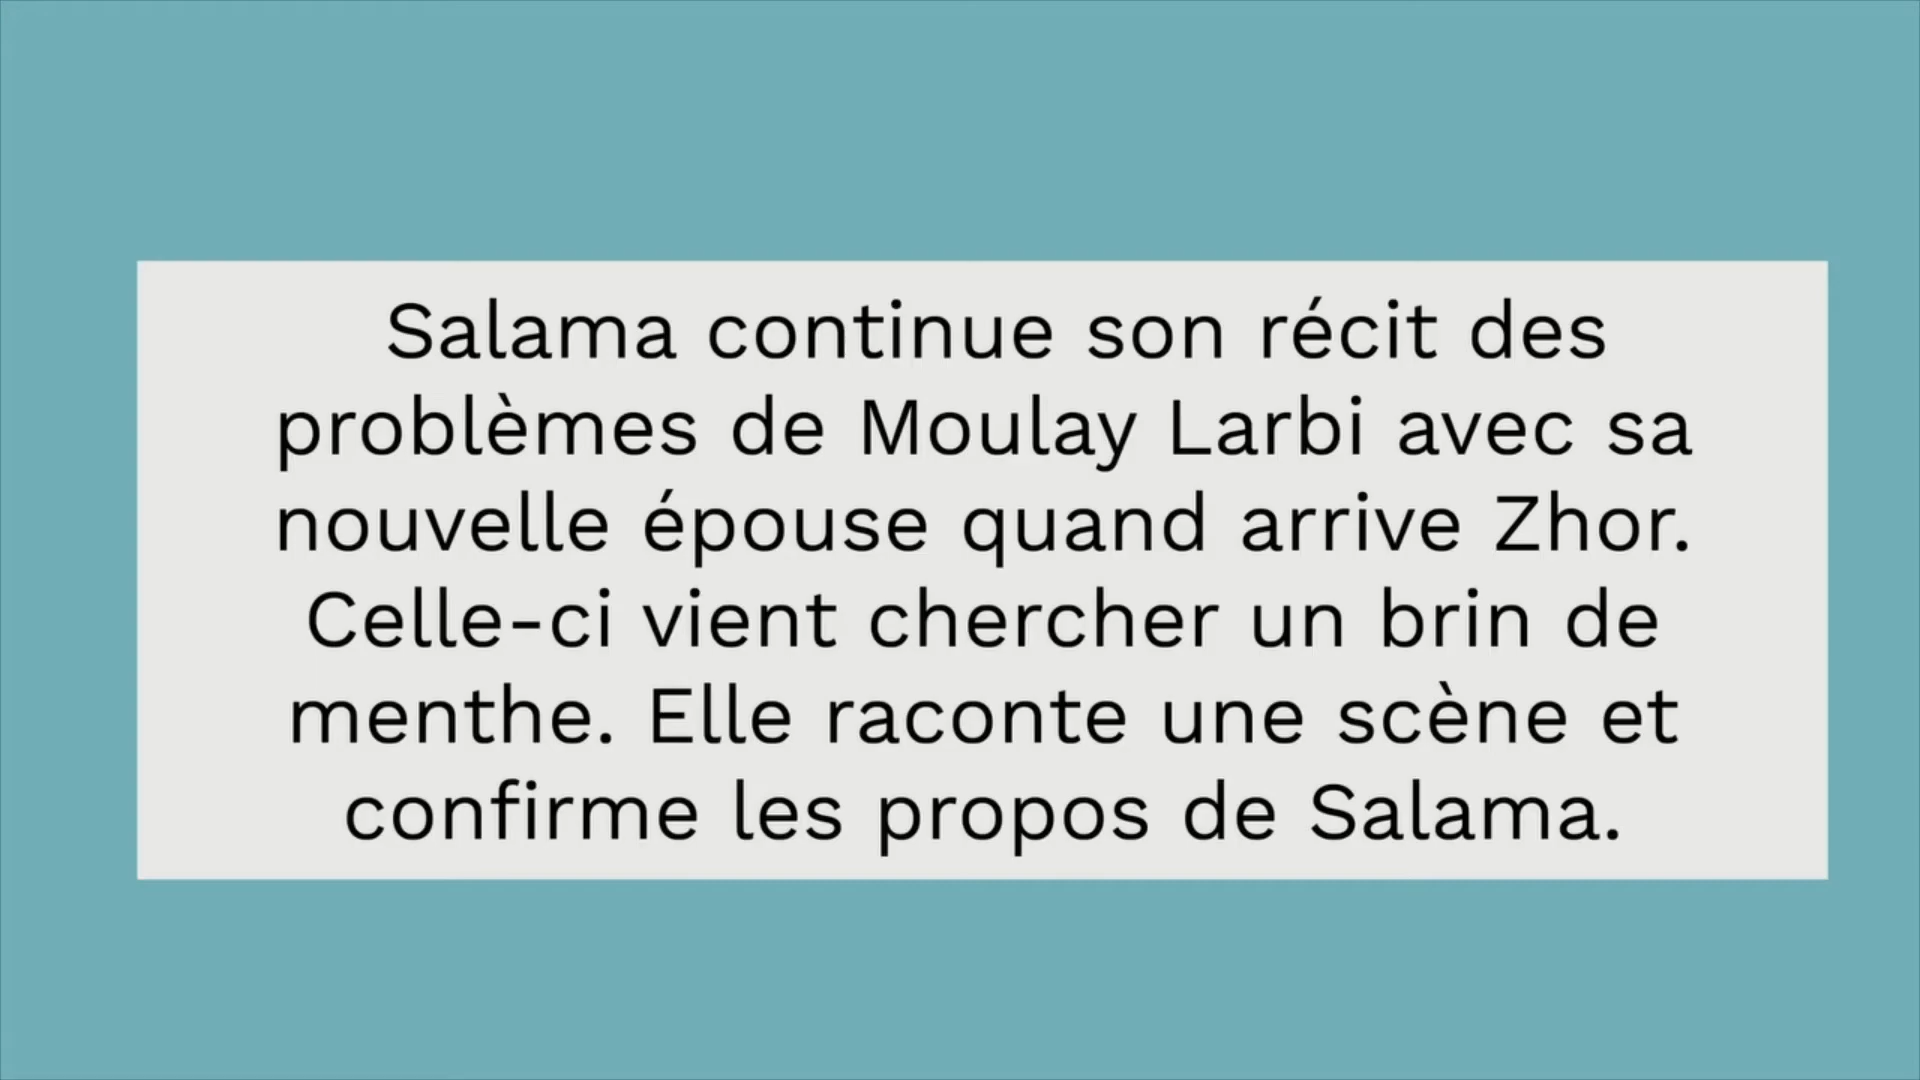 Salama continue son récit des
problèmes de Moulay Larbi avec sa
nouvelle épouse quand arrive Zhor.
Celle-ci vient chercher un brin de
menthe. Elle raconte une scène et
confirme les propos de Salama.